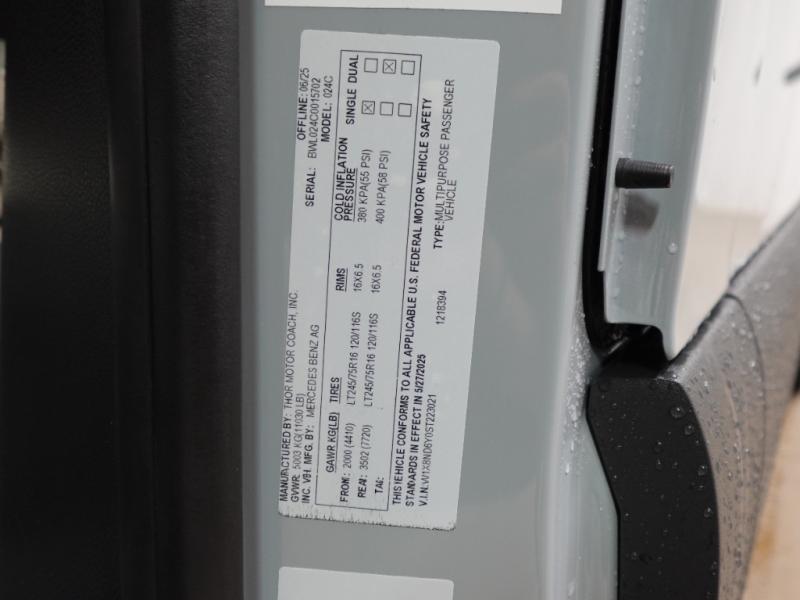 MANUFACTURED BY: THOR MOTOR COACH, INC. OFFLINE: 06/25
GVWR: 5003 KG(11030 LB) SERIAL: BWL024C0015702
INC. VEH. MFG. BY: MERCEDES BENZ AG MODEL: 024C
GAWR KG(LB) TIRES RIMS COLD INFLATION PRESSURE SINGLE DUAL
FRONT: 2000 (4410) LT245/75R16 120/116S 16X6.5 380 KPA(55 PSI)
REAR: 3502 (7720) LT245/75R16 120/116S 16X6.5 400 KPA(58 PSI)
TAG:
THIS VEHICLE CONFORMS TO ALL APPLICABLE U.S. FEDERAL MOTOR VEHICLE SAFETY
STANDARDS IN EFFECT IN 5/27/2025
V.I.N.W1X8ND6Y0ST223021 1218394 TYPE:MULTIPURPOSE PASSENGER
VEHICLE